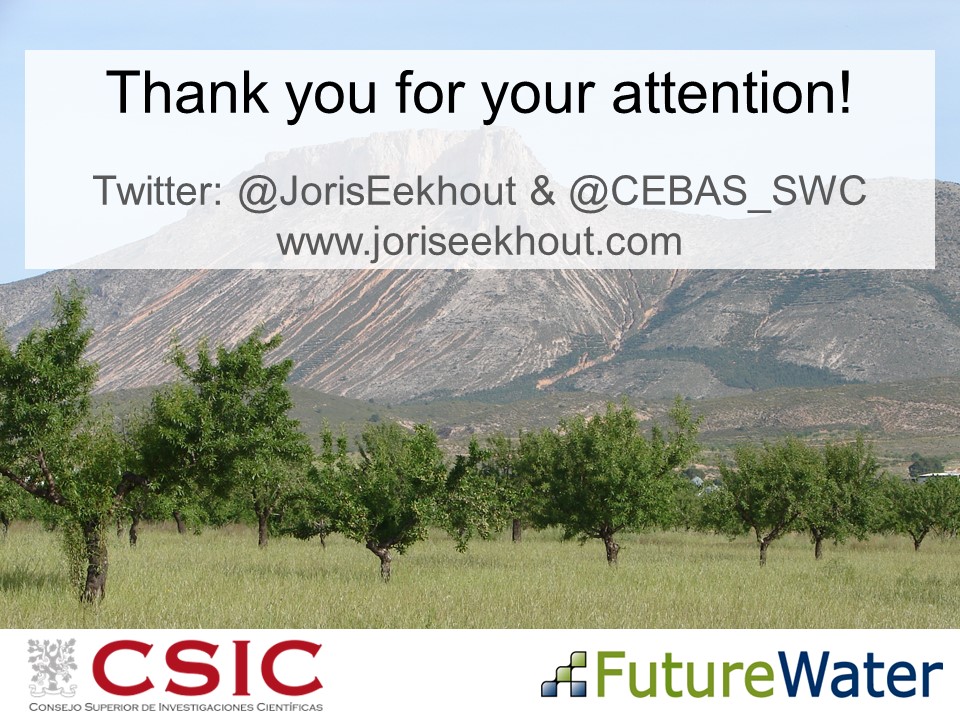 Thank you for your attention!
Twitter: @JorisEekhout & @CEBAS_SWC
www.joriseekhout.com
CSIC
CONSEJO SUPERIOR DE INVESTIGACIONES CIENTÍFICAS
FutureWater